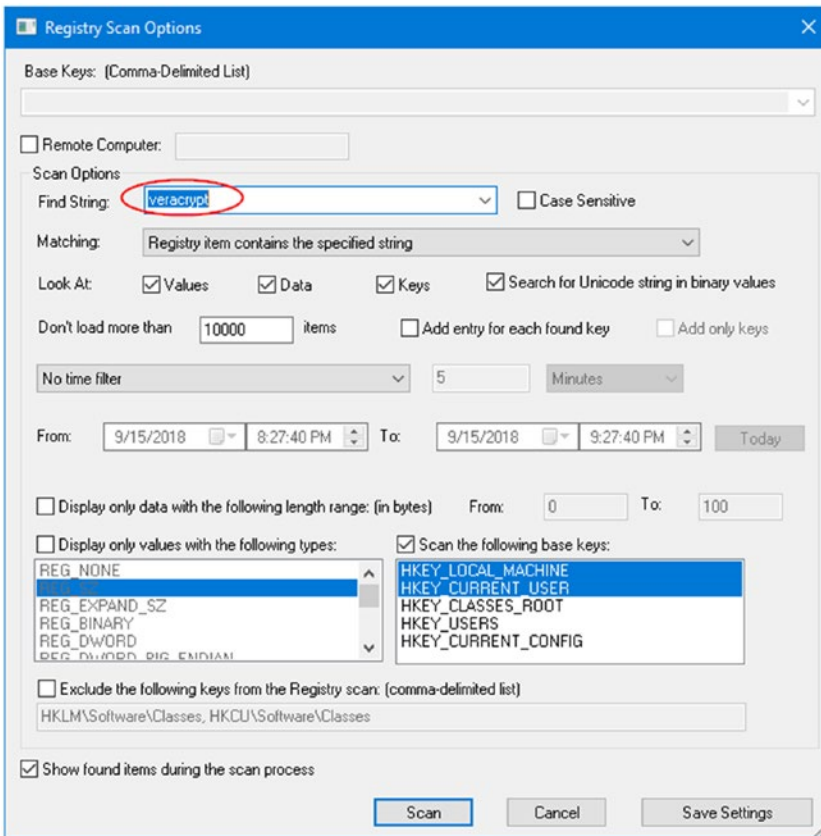 Registry Scan Options
Base Keys: (Comma-Delimited List)
Remote Computer:
Scan Options
Find String: veracrypt Case Sensitive
Matching: Registry item contains the specified string
Look At: Values Data Keys Search for Unicode string in binary values
Don't load more than 10000 items Add entry for each found key Add only keys
No time filter 5 Minutes
From: 9/15/2018 8:27:40 PM To: 9/15/2018 9:27:40 PM Today
Display only data with the following length range: (in bytes) From: 0 To: 100
Display only values with the following types:
REG_NONE
REG_SZ
REG_EXPAND_SZ
REG_BINARY
REG_DWORD
REG_DWORD_BIG_ENDIAN
Scan the following base keys:
HKEY_LOCAL_MACHINE
HKEY_CURRENT_USER
HKEY_CLASSES_ROOT
HKEY_USERS
HKEY_CURRENT_CONFIG
Exclude the following keys from the Registry scan: (comma-delimited list)
HKLM\Software\Classes, HKCU\Software\Classes
Show found items during the scan process
Scan Cancel Save Settings